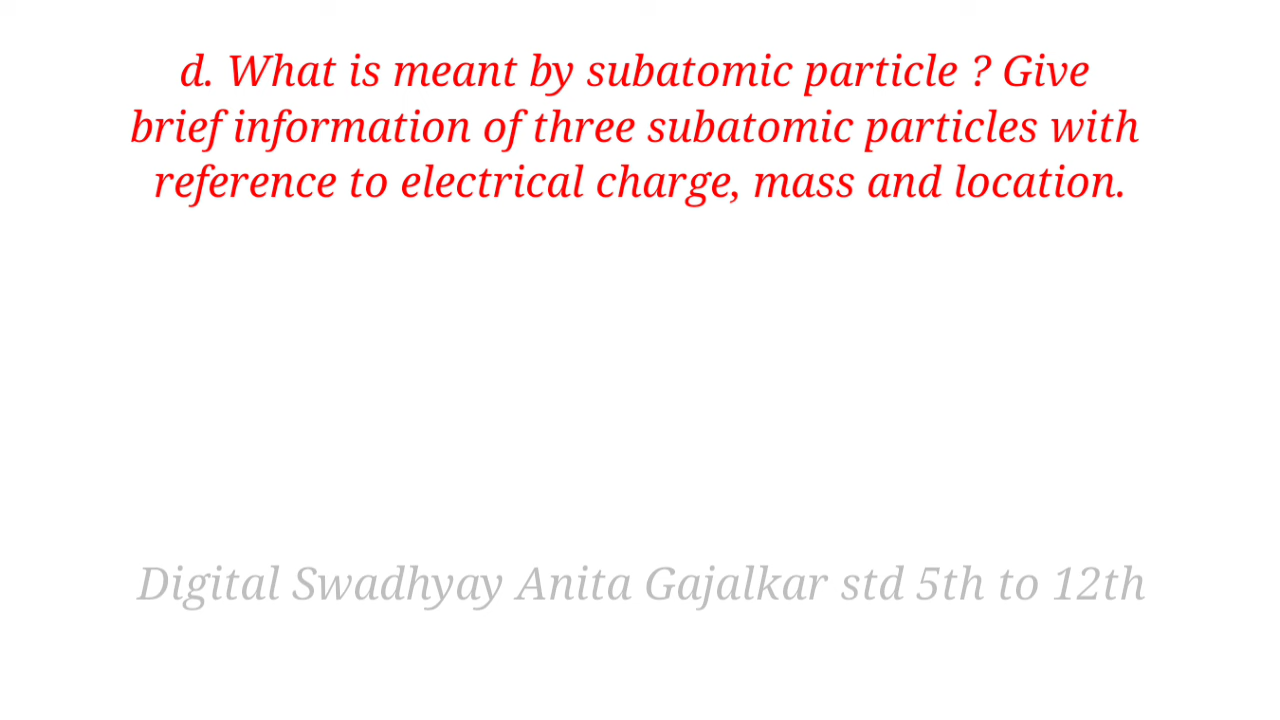 d. What is meant by subatomic particle ? Give
brief information of three subatomic particles with
reference to electrical charge, mass and location.
Digital Swadhyay Anita Gajalkar std 5th to 12th